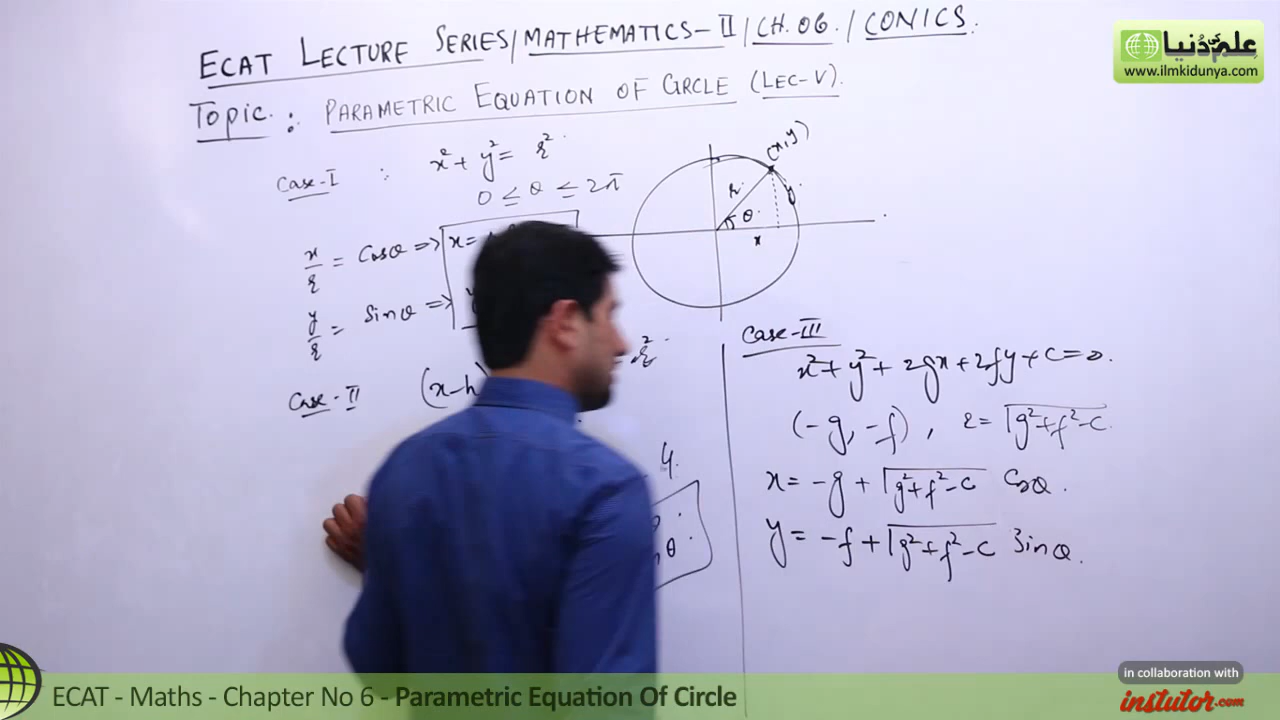 ECAT LECTURE SERIES/MATHEMATICS-II/CH.06./CONICS.
علم کی دنیا
www.ilmkidunya.com
Topic: PARAMETRIC EQUATION OF CIRCLE (LEC-V).
Case-I : x² + y² = r²
0 ≤ θ ≤ 2π
(x,y)
r
θ
y
x
x/r = Cosθ => x=
y/r = Sinθ => y
Case-II (x-h) = r²
4.
θ
Case-III
x²+y²+2gx+2fy+c=0.
(-g,-f), r= √g²+f²-c
x= -g + √g²+f²-c Cosθ.
y= -f + √g²+f²-c Sinθ.
in collaboration with
instutor.com
ECAT - Maths - Chapter No 6 - Parametric Equation Of Circle